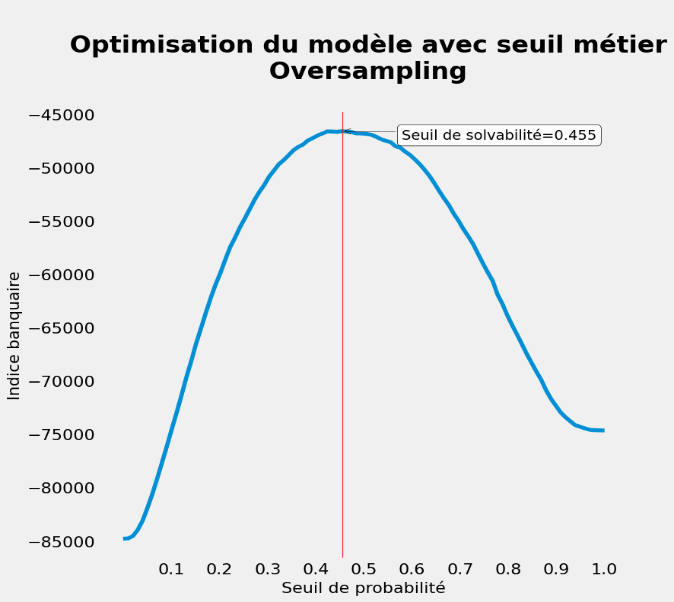 Optimisation du modèle avec seuil métier
Oversampling
−45000
Seuil de solvabilité=0.455
−50000
−55000
−60000
−65000
−70000
−75000
−80000
−85000
Indice banquaire
0.1 0.2 0.3 0.4 0.5 0.6 0.7 0.8 0.9 1.0
Seuil de probabilité